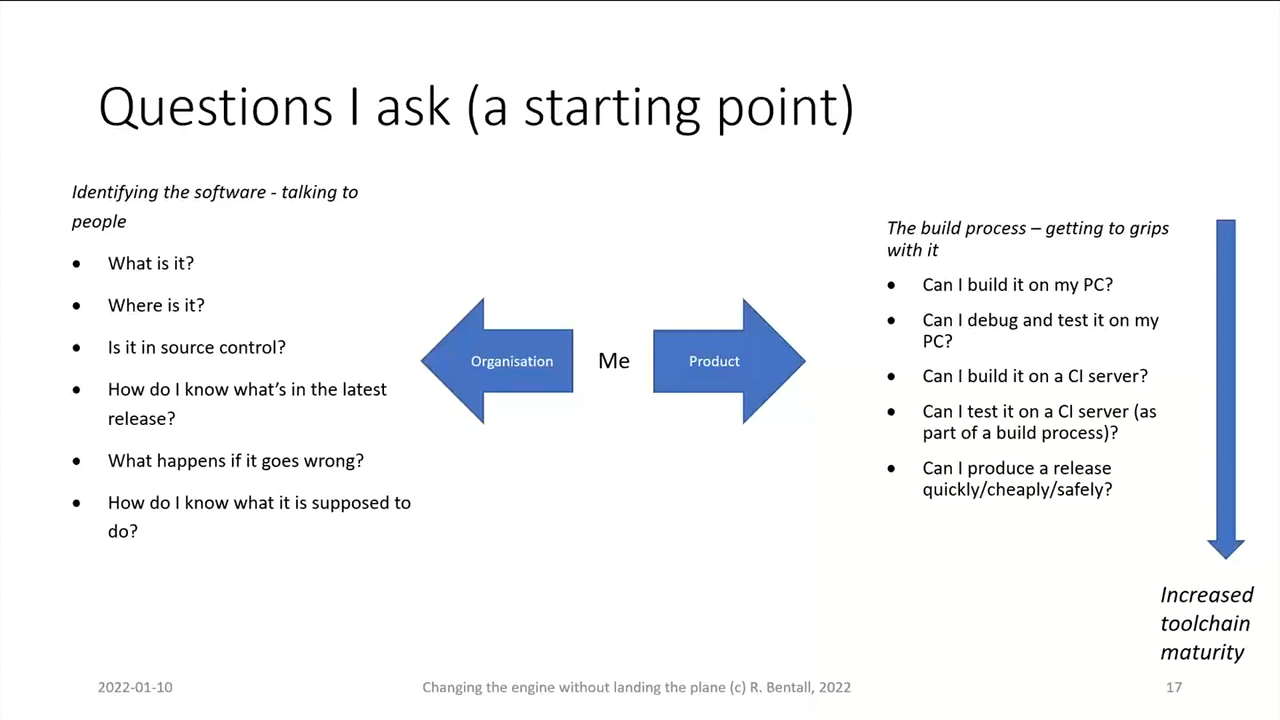 Questions I ask (a starting point)
Identifying the software - talking to
people
• What is it?
• Where is it?
• Is it in source control?
• How do I know what's in the latest
release?
• What happens if it goes wrong?
• How do I know what it is supposed to
do?
Organisation
Me
Product
The build process – getting to grips
with it
• Can I build it on my PC?
• Can I debug and test it on my
PC?
• Can I build it on a CI server?
• Can I test it on a CI server (as
part of a build process)?
• Can I produce a release
quickly/cheaply/safely?
Increased
toolchain
maturity
2022-01-10
Changing the engine without landing the plane (c) R. Bentall, 2022
17